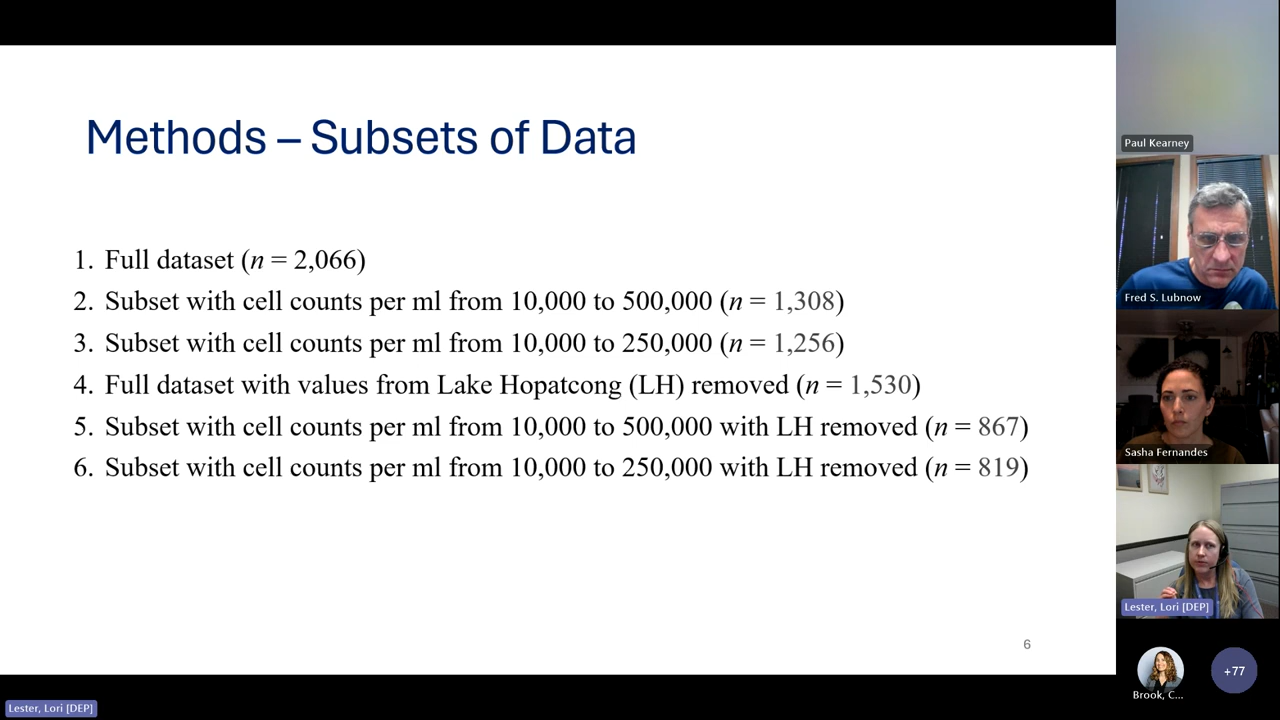 Methods – Subsets of Data
1. Full dataset (n = 2,066)
2. Subset with cell counts per ml from 10,000 to 500,000 (n = 1,308)
3. Subset with cell counts per ml from 10,000 to 250,000 (n = 1,256)
4. Full dataset with values from Lake Hopatcong (LH) removed (n = 1,530)
5. Subset with cell counts per ml from 10,000 to 500,000 with LH removed (n = 867)
6. Subset with cell counts per ml from 10,000 to 250,000 with LH removed (n = 819)
6
Lester, Lori [DEP]
Paul Kearney
Fred S. Lubnow
Sasha Fernandes
Lester, Lori [DEP]
Brook, C...
+77